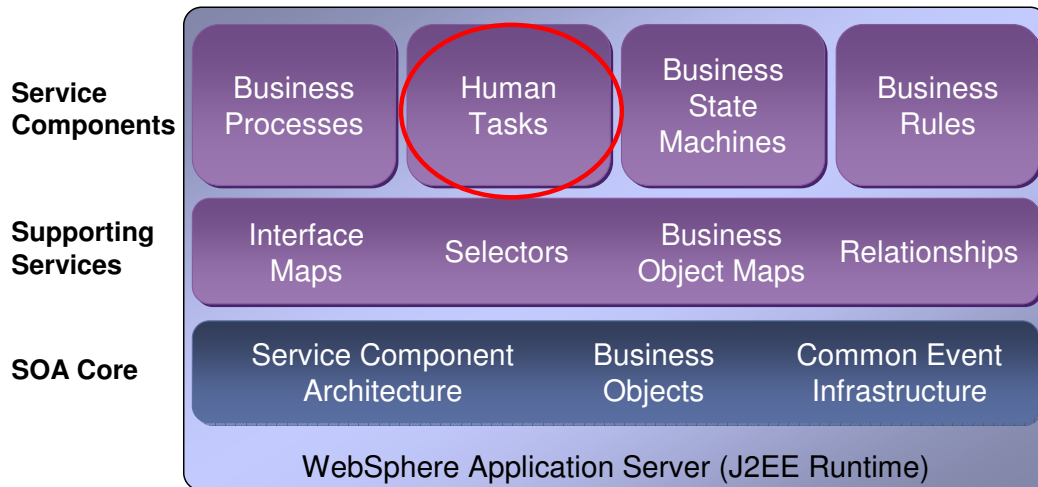 Service
Components
Business
Processes
Human
Tasks
Business
State
Machines
Business
Rules
Supporting
Services
Interface
Maps
Selectors
Business
Object Maps
Relationships
SOA Core
Service Component
Architecture
Business
Objects
Common Event
Infrastructure
WebSphere Application Server (J2EE Runtime)